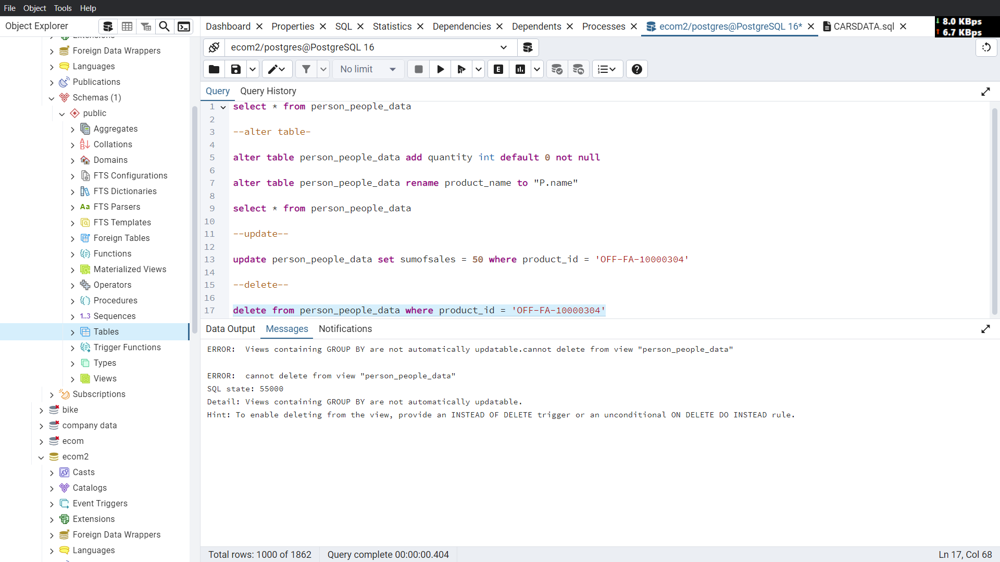 File Object Tools Help
Object Explorer
Dashboard Properties SQL Statistics Dependencies Dependents Processes ecom2/postgres@PostgreSQL 16* CARSDATA.sql
8.0 KBps
6.7 KBps
ecom2/postgres@PostgreSQL 16
No limit
E
Query Query History
Extensions
Foreign Data Wrappers
Languages
Publications
Schemas (1)
public
Aggregates
Collations
Domains
FTS Configurations
FTS Dictionaries
Aa FTS Parsers
FTS Templates
Foreign Tables
Functions
Materialized Views
Operators
Procedures
1..3 Sequences
Tables
Trigger Functions
Types
Views
Subscriptions
bike
company data
ecom
ecom2
Casts
Catalogs
Event Triggers
Extensions
Foreign Data Wrappers
Languages
1 select * from person_people_data
2
3 --alter table-
4
5 alter table person_people_data add quantity int default 0 not null
6
7 alter table person_people_data rename product_name to "P.name"
8
9 select * from person_people_data
10
11 --update--
12
13 update person_people_data set sumofsales = 50 where product_id = 'OFF-FA-10000304'
14
15 --delete--
16
17 delete from person_people_data where product_id = 'OFF-FA-10000304'
Data Output Messages Notifications
ERROR:  Views containing GROUP BY are not automatically updatable.cannot delete from view "person_people_data"
ERROR:  cannot delete from view "person_people_data"
SQL state: 55000
Detail: Views containing GROUP BY are not automatically updatable.
Hint: To enable deleting from the view, provide an INSTEAD OF DELETE trigger or an unconditional ON DELETE DO INSTEAD rule.
Total rows: 1000 of 1862 Query complete 00:00:00.404 Ln 17, Col 68